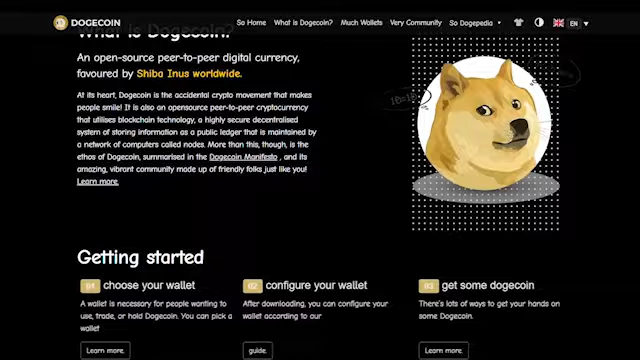 DOGECOIN
So Home What is Dogecoin? Much Wallets Very Community So Dogepedia EN
What is Dogecoin?
An open-source peer-to-peer digital currency,
favoured by Shiba Inus worldwide.
At its heart, Dogecoin is the accidental crypto movement that makes
people smile! It is also an opensource peer-to-peer cryptocurrency
that utilises blockchain technology, a highly secure decentralised
system of storing information as a public ledger that is maintained by
a network of computers called nodes. More than this, though, is the
ethos of Dogecoin, summarised in the Dogecoin Manifesto , and its
amazing, vibrant community made up of friendly folks just like you!
Learn more.
Getting started
01 choose your wallet
A wallet is necessary for people wanting to
use, trade, or hold Dogecoin. You can pick a
wallet
Learn more.
02 configure your wallet
After downloading, you can configure your
wallet according to our
guide.
03 get some dogecoin
There's lots of ways to get your hands on
some Dogecoin.
Learn more.